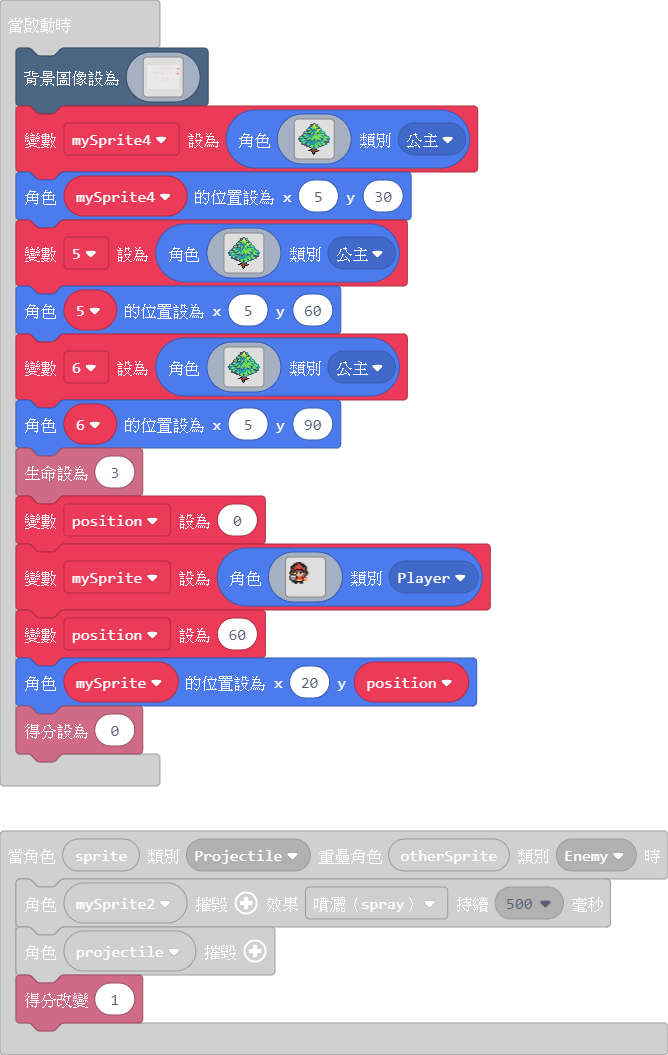 當啟動時
背景圖像設為
變數 mySprite4 設為 角色 類別 公主
角色 mySprite4 的位置設為 x 5 y 30
變數 5 設為 角色 類別 公主
角色 5 的位置設為 x 5 y 60
變數 6 設為 角色 類別 公主
角色 6 的位置設為 x 5 y 90
生命設為 3
變數 position 設為 0
變數 mySprite 設為 角色 類別 Player
變數 position 設為 60
角色 mySprite 的位置設為 x 20 y position
得分設為 0
當角色 sprite 類別 Projectile 重疊角色 otherSprite 類別 Enemy 時
角色 mySprite2 摧毀 效果 噴灑（spray） 持續 500 毫秒
角色 projectile 摧毀
得分改變 1